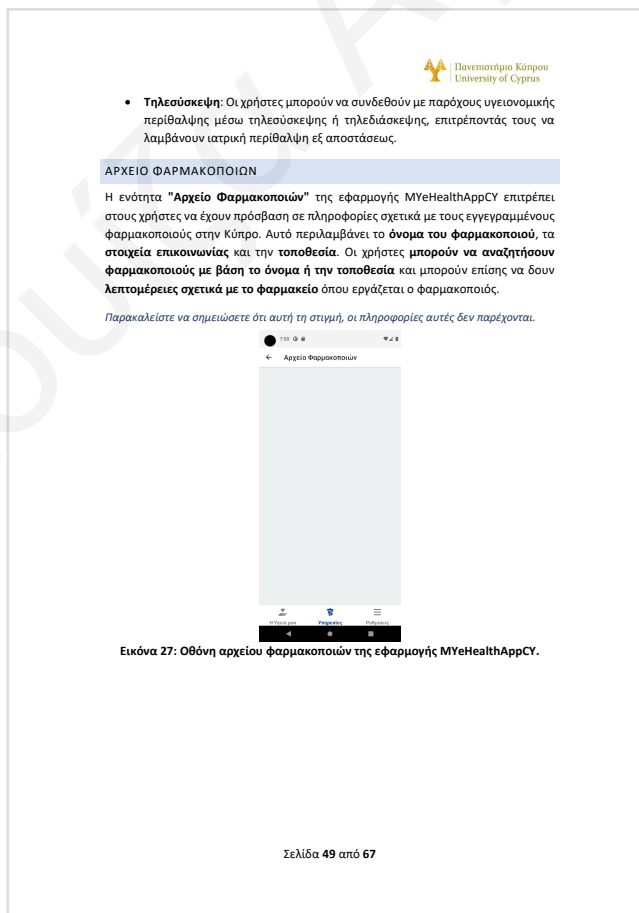 Πανεπιστήμιο Κύπρου
University of Cyprus
• Τηλεσύσκεψη: Οι χρήστες μπορούν να συνδεθούν με παρόχους υγειονομικής
περίθαλψης μέσω τηλεσύσκεψης ή τηλεδιάσκεψης, επιτρέποντάς τους να
λαμβάνουν ιατρική περίθαλψη εξ αποστάσεως.
ΑΡΧΕΙΟ ΦΑΡΜΑΚΟΠΟΙΩΝ
Η ενότητα "Αρχείο Φαρμακοποιών" της εφαρμογής MYeHealthAppCY επιτρέπει
στους χρήστες να έχουν πρόσβαση σε πληροφορίες σχετικά με τους εγγεγραμμένους
φαρμακοποιούς στην Κύπρο. Αυτό περιλαμβάνει το όνομα του φαρμακοποιού, τα
στοιχεία επικοινωνίας και την τοποθεσία. Οι χρήστες μπορούν να αναζητήσουν
φαρμακοποιούς με βάση το όνομα ή την τοποθεσία και μπορούν επίσης να δουν
λεπτομέρειες σχετικά με το φαρμακείο όπου εργάζεται ο φαρμακοποιός.
Παρακαλείστε να σημειώσετε ότι αυτή τη στιγμή, οι πληροφορίες αυτές δεν παρέχονται.
7:50
Αρχείο Φαρμακοποιών
Η Υγεία μου Υπηρεσίες Ρυθμίσεις
Εικόνα 27: Οθόνη αρχείου φαρμακοποιών της εφαρμογής MYeHealthAppCY.
Σελίδα 49 από 67